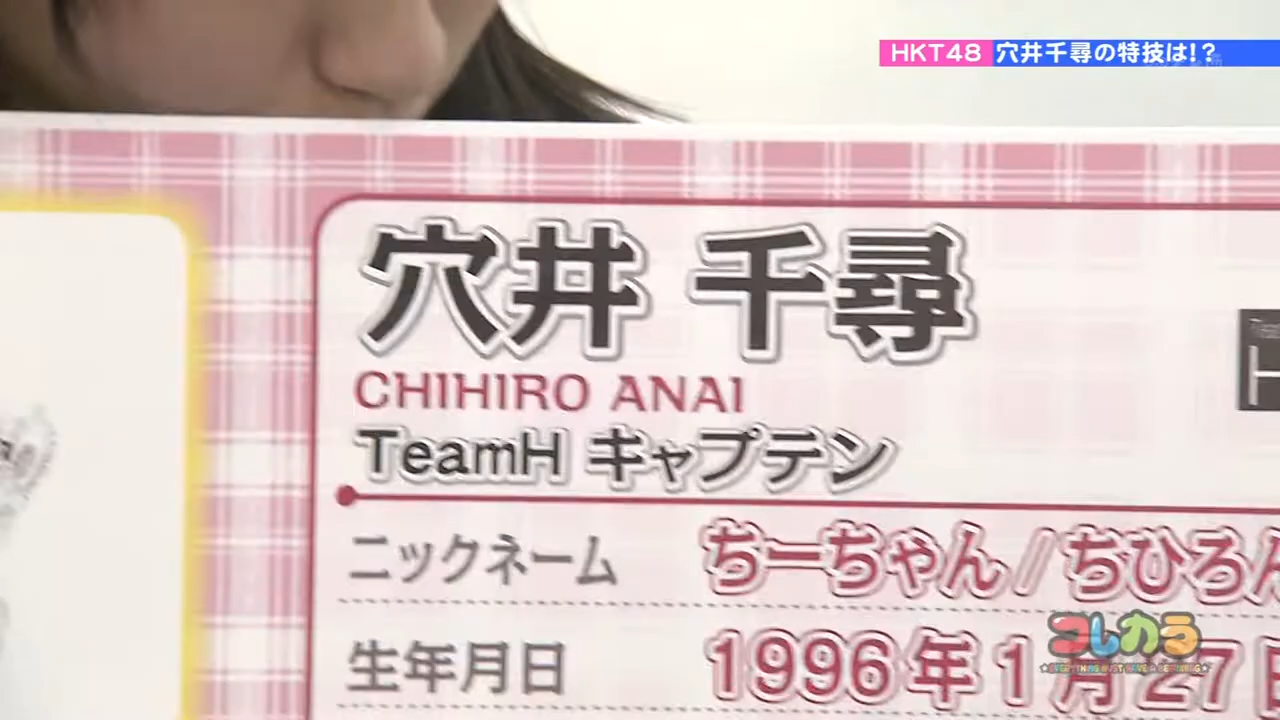 HKT48 穴井千尋の特技は!?
穴井 千尋
CHIHIRO ANAI
TeamH キャプテン
ニックネーム ちーちゃん / ちひろん
生年月日 1996年1月27日
コレカラ